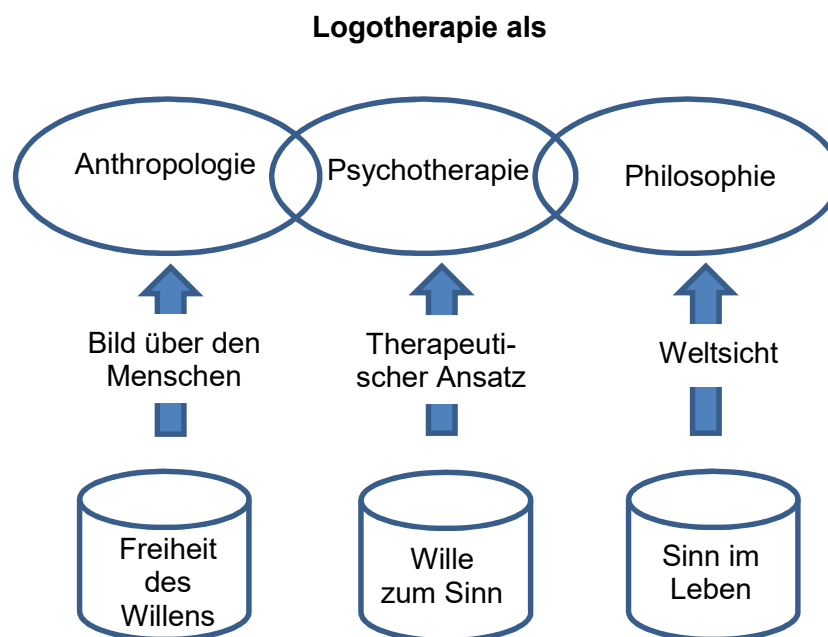 Logotherapie als
Anthropologie
Psychotherapie
Philosophie
Bild über den
Menschen
Therapeuti-
scher Ansatz
Weltsicht
Freiheit
des
Willens
Wille
zum Sinn
Sinn im
Leben